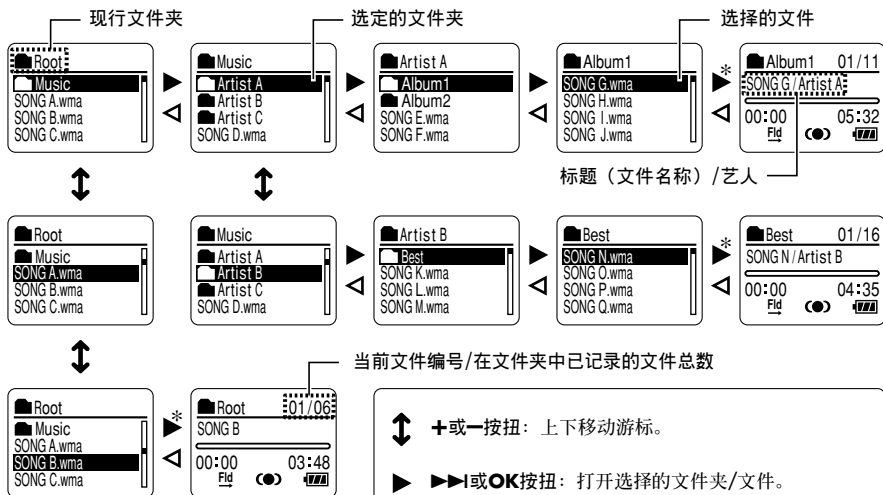 现行文件夹
选定的文件夹
选择的文件
Root
Music
SONG A.wma
SONG B.wma
SONG C.wma
Music
Artist A
Artist B
Artist C
SONG D.wma
Artist A
Album1
Album2
SONG E.wma
SONG F.wma
Album1
SONG G.wma
SONG H.wma
SONG I.wma
SONG J.wma
*
Album1 01/11
SONG G/Artist A
00:00 05:32
Fld
标题（文件名称）/艺人
Root
Music
SONG A.wma
SONG B.wma
SONG C.wma
Music
Artist A
Artist B
Artist C
SONG D.wma
Artist B
Best
SONG K.wma
SONG L.wma
SONG M.wma
Best
SONG N.wma
SONG O.wma
SONG P.wma
SONG Q.wma
*
Best 01/16
SONG N/Artist B
00:00 04:35
Fld
当前文件编号/在文件夹中已记录的文件总数
Root
Music
SONG A.wma
SONG B.wma
SONG C.wma
*
Root 01/06
SONG B
00:00 03:48
Fld
+或−按扭：上下移动游标。
▶▶I或OK按扭：打开选择的文件夹/文件。